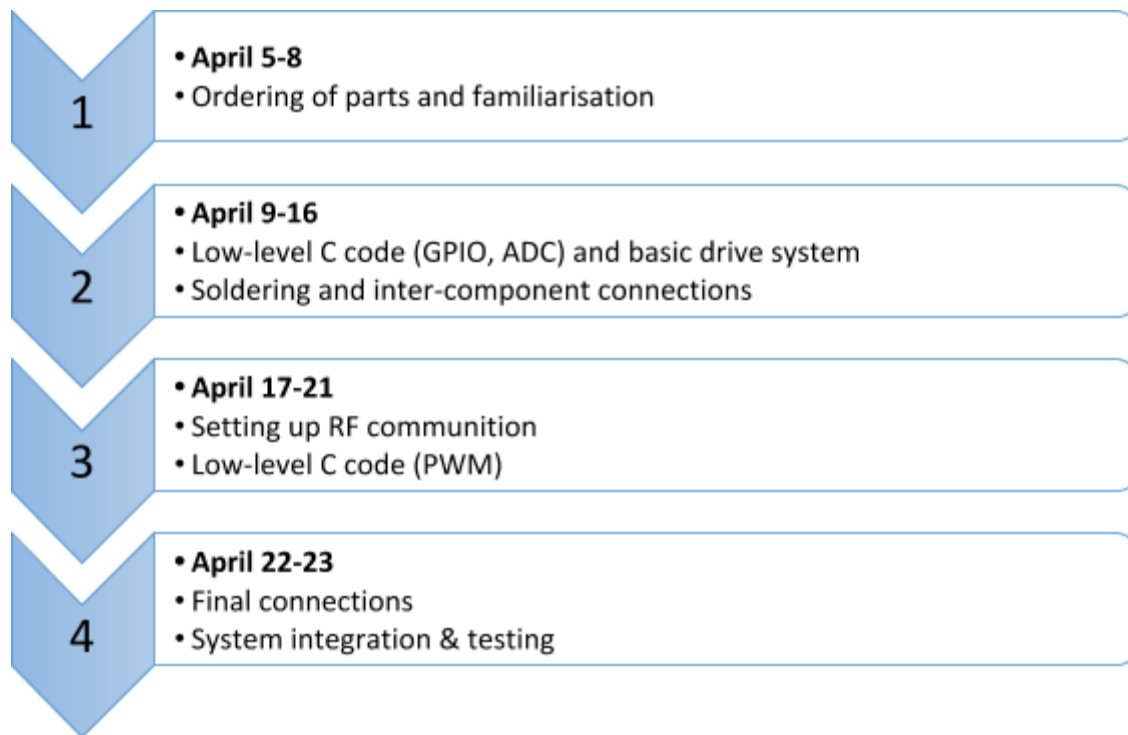 1
• April 5-8
• Ordering of parts and familiarisation
2
• April 9-16
• Low-level C code (GPIO, ADC) and basic drive system
• Soldering and inter-component connections
3
• April 17-21
• Setting up RF communition
• Low-level C code (PWM)
4
• April 22-23
• Final connections
• System integration & testing